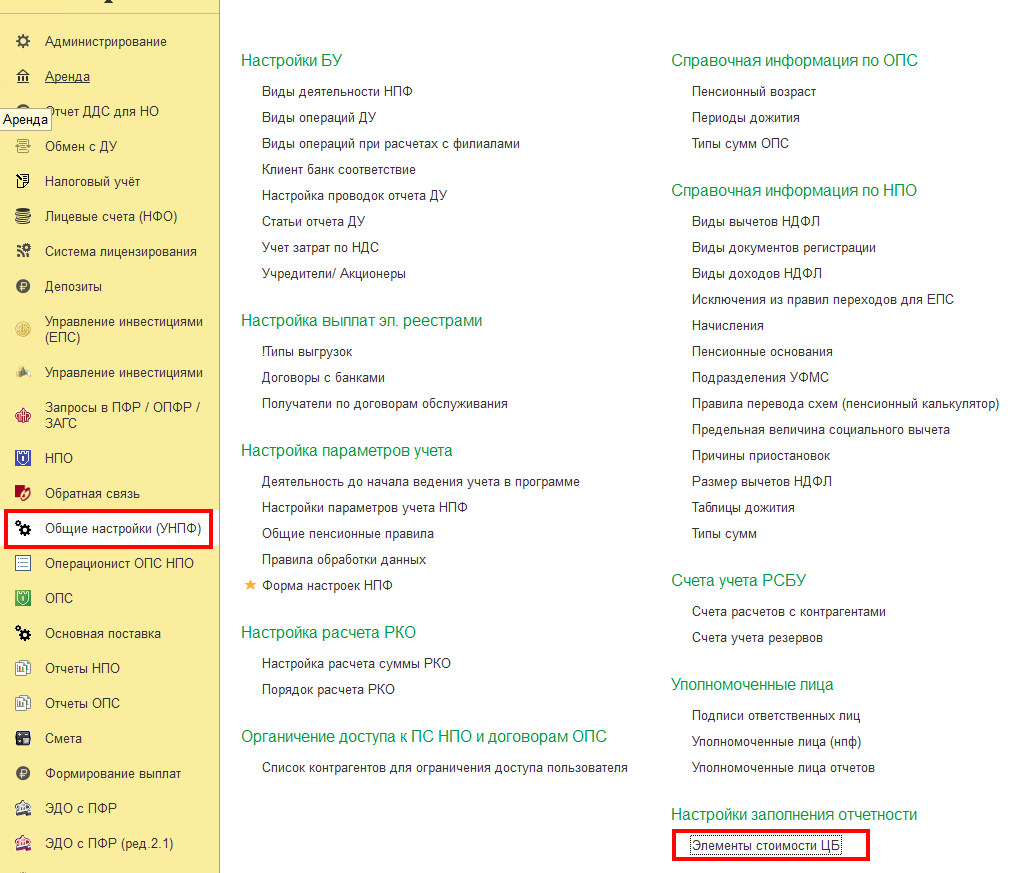 Администрирование
Аренда
Отчет ДДС для НО
Аренда
Обмен с ДУ
Налоговый учёт
Лицевые счета (НФО)
Система лицензирования
Депозиты
Управление инвестициями
(ЕПС)
Управление инвестициями
Запросы в ПФР / ОПФР /
ЗАГС
НПО
Обратная связь
Общие настройки (УНПФ)
Операционист ОПС НПО
ОПС
Основная поставка
Отчеты НПО
Отчеты ОПС
Смета
Формирование выплат
ЭДО с ПФР
ЭДО с ПФР (ред.2.1)
Настройки БУ
Виды деятельности НПФ
Виды операций ДУ
Виды операций при расчетах с филиалами
Клиент банк соответствие
Настройка проводок отчета ДУ
Статьи отчета ДУ
Учет затрат по НДС
Учредители/ Акционеры
Настройка выплат эл. реестрами
!Типы выгрузок
Договоры с банками
Получатели по договорам обслуживания
Настройка параметров учета
Деятельность до начала ведения учета в программе
Настройки параметров учета НПФ
Общие пенсионные правила
Правила обработки данных
Форма настроек НПФ
Настройка расчета РКО
Настройка расчета суммы РКО
Порядок расчета РКО
Органичение доступа к ПС НПО и договорам ОПС
Список контрагентов для ограничения доступа пользователя
Справочная информация по ОПС
Пенсионный возраст
Периоды дожития
Типы сумм ОПС
Справочная информация по НПО
Виды вычетов НДФЛ
Виды документов регистрации
Виды доходов НДФЛ
Исключения из правил переходов для ЕПС
Начисления
Пенсионные основания
Подразделения УФМС
Правила перевода схем (пенсионный калькулятор)
Предельная величина социального вычета
Причины приостановок
Размер вычетов НДФЛ
Таблицы дожития
Типы сумм
Счета учета РСБУ
Счета расчетов с контрагентами
Счета учета резервов
Уполномоченные лица
Подписи ответственных лиц
Уполномоченные лица (нпф)
Уполномоченные лица отчетов
Настройки заполнения отчетности
Элементы стоимости ЦБ